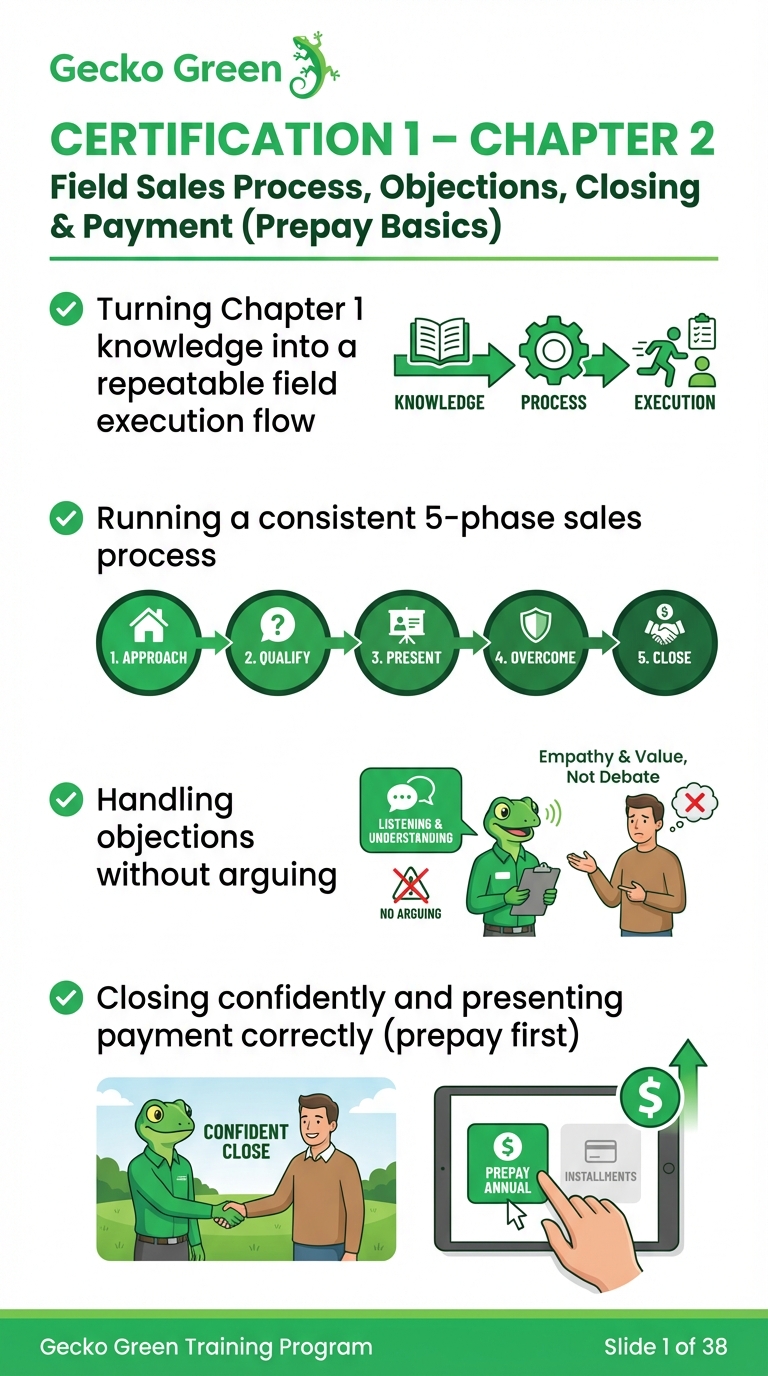 Gecko Green
CERTIFICATION 1 – CHAPTER 2
Field Sales Process, Objections, Closing
& Payment (Prepay Basics)
Turning Chapter 1
knowledge into a
repeatable field
execution flow
KNOWLEDGE
PROCESS
EXECUTION
Running a consistent 5-phase sales
process
1. APPROACH
2. QUALIFY
3. PRESENT
4. OVERCOME
5. CLOSE
Handling
objections
without arguing
LISTENING &
UNDERSTANDING
NO ARGUING
Empathy & Value,
Not Debate
Closing confidently and presenting
payment correctly (prepay first)
CONFIDENT
CLOSE
$
$
PREPAY
ANNUAL
INSTALLMENTS
Gecko Green Training Program
Slide 1 of 38